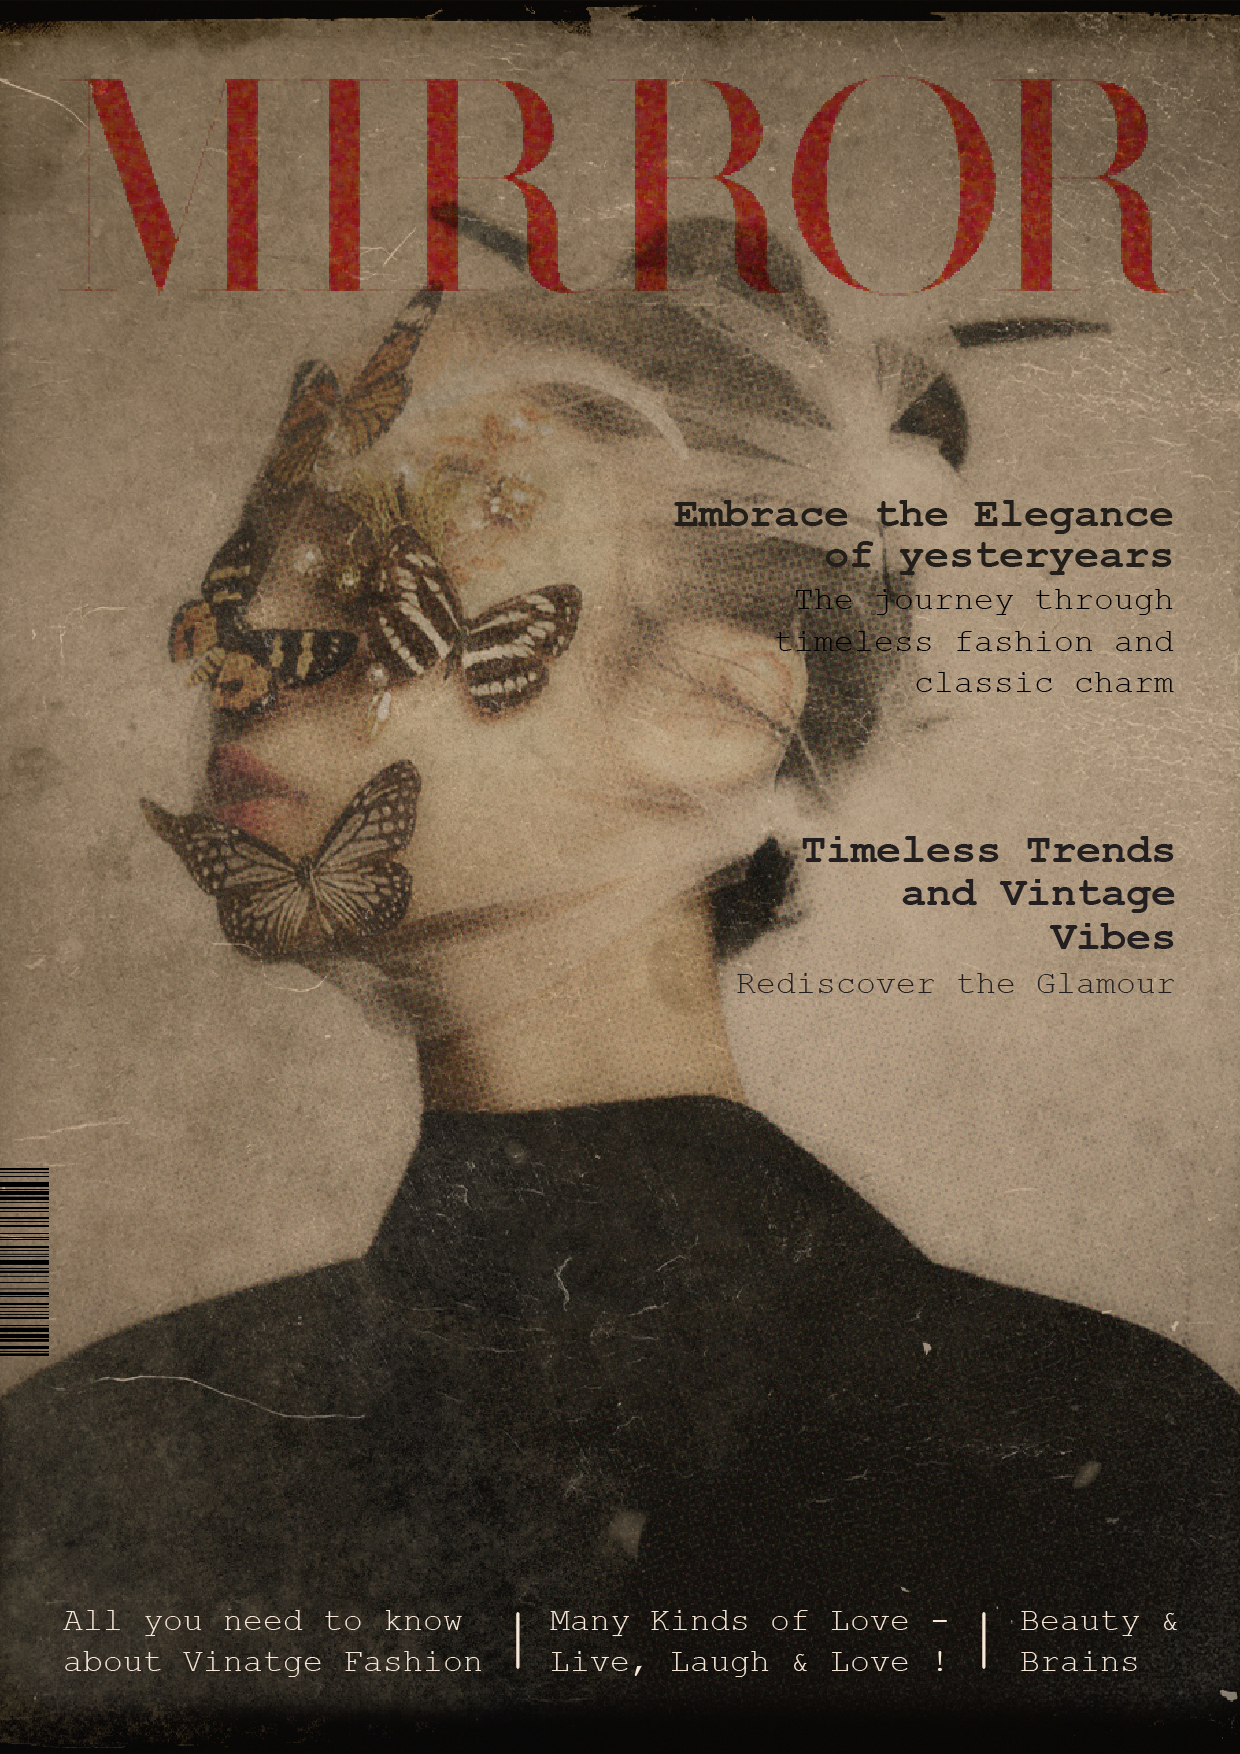 MIRROR
Embrace the Elegance
of yesteryears
The journey through
timeless fashion and
classic charm
Timeless Trends
and Vintage
Vibes
Rediscover the Glamour
All you need to know
about Vinatge Fashion
Many Kinds of Love -
Live, Laugh & Love !
Beauty &
Brains